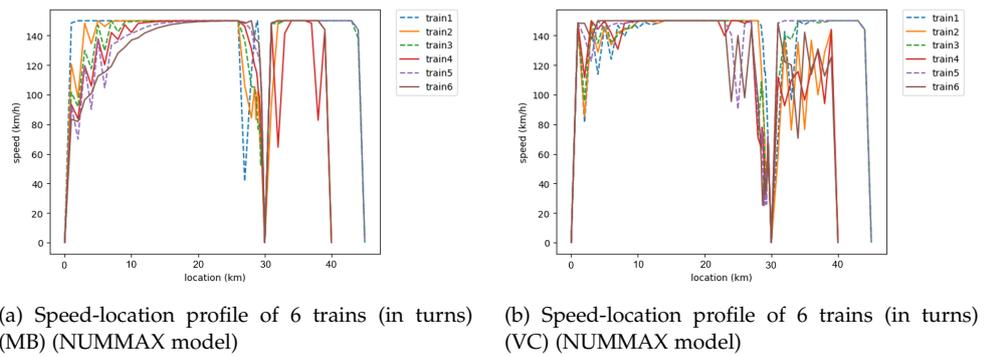 140
120
100
80
60
40
20
0
speed (km/h)
0 10 20 30 40
location (km)
train1
train2
train3
train4
train5
train6
140
120
100
80
60
40
20
0
speed (km/h)
0 10 20 30 40
location (km)
train1
train2
train3
train4
train5
train6
(a) Speed-location profile of 6 trains (in turns)
(MB) (NUMMAX model)
(b) Speed-location profile of 6 trains (in turns)
(VC) (NUMMAX model)